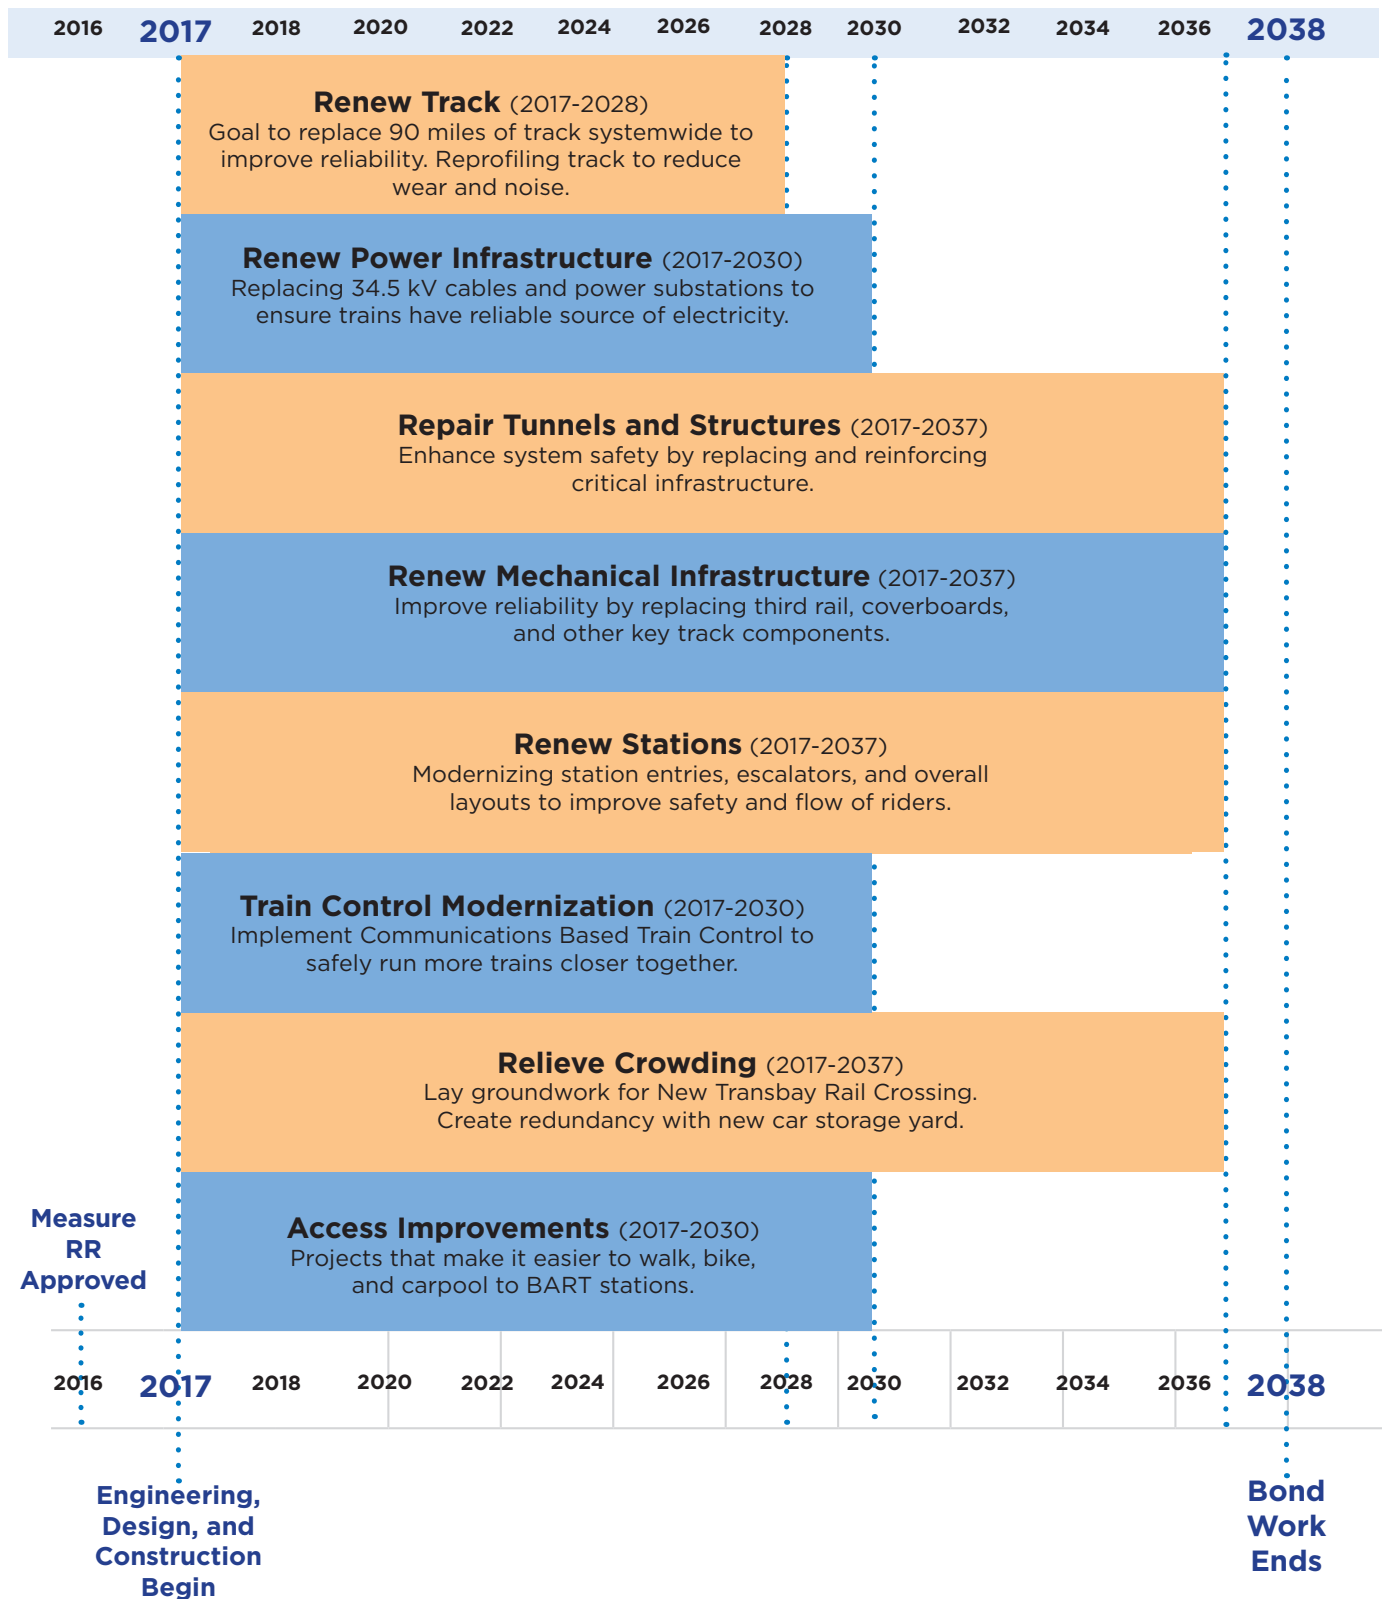 2016 2017 2018 2020 2022 2024 2026 2028 2030 2032 2034 2036 2038
Renew Track (2017-2028)
Goal to replace 90 miles of track systemwide to
improve reliability. Reprofiling track to reduce
wear and noise.
Renew Power Infrastructure (2017-2030)
Replacing 34.5 kV cables and power substations to
ensure trains have reliable source of electricity.
Repair Tunnels and Structures (2017-2037)
Enhance system safety by replacing and reinforcing
critical infrastructure.
Renew Mechanical Infrastructure (2017-2037)
Improve reliability by replacing third rail, coverboards,
and other key track components.
Renew Stations (2017-2037)
Modernizing station entries, escalators, and overall
layouts to improve safety and flow of riders.
Train Control Modernization (2017-2030)
Implement Communications Based Train Control to
safely run more trains closer together.
Relieve Crowding (2017-2037)
Lay groundwork for New Transbay Rail Crossing.
Create redundancy with new car storage yard.
Access Improvements (2017-2030)
Projects that make it easier to walk, bike,
and carpool to BART stations.
Measure
RR
Approved
2016 2017 2018 2020 2022 2024 2026 2028 2030 2032 2034 2036 2038
Engineering,
Design, and
Construction
Begin
Bond
Work
Ends